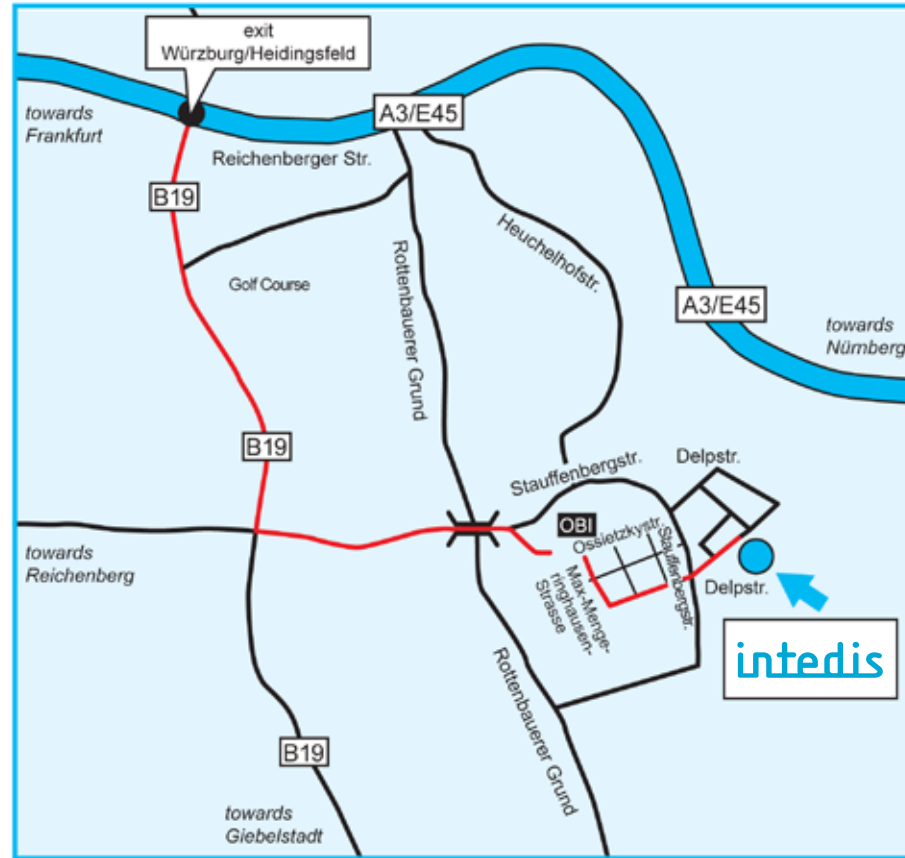 exit
Würzburg/Heidingsfeld
A3/E45
towards
Frankfurt
Reichenberger Str.
B19
Heuchelhofstr.
Golf Course
Rottenbauerer Grund
A3/E45
towards
Nürnberg
B19
Delpstr.
Stauffenbergstr.
OBI
Ossietzkystr.
Stauffenbergstr.
towards
Reichenberg
Max-Menge-
ringhausen-
Strasse
Delpstr.
intedis
Rottenbauerer Grund
B19
towards
Giebelstadt